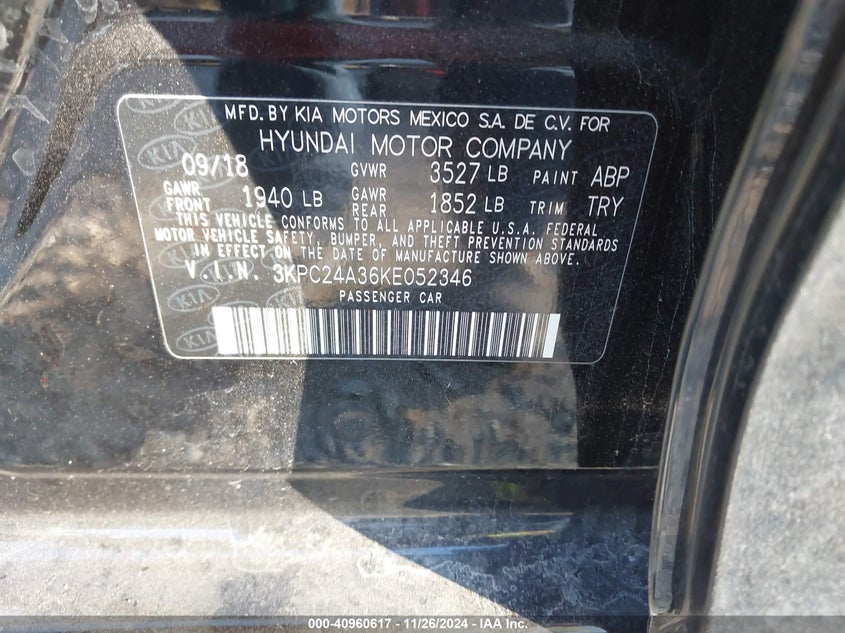 MFD. BY KIA MOTORS MEXICO S.A. DE C.V. FOR
HYUNDAI MOTOR COMPANY
09/18 GVWR 3527 LB PAINT ABP
GAWR FRONT 1940 LB GAWR REAR 1852 LB TRIM TRY
THIS VEHICLE CONFORMS TO ALL APPLICABLE U.S.A. FEDERAL
MOTOR VEHICLE SAFETY, BUMPER, AND THEFT PREVENTION STANDARDS
IN EFFECT ON THE DATE OF MANUFACTURE SHOWN ABOVE.
V.I.N. 3KPC24A36KE052346
PASSENGER CAR
KIA
000-40960617 - 11/26/2024 - IAA Inc.